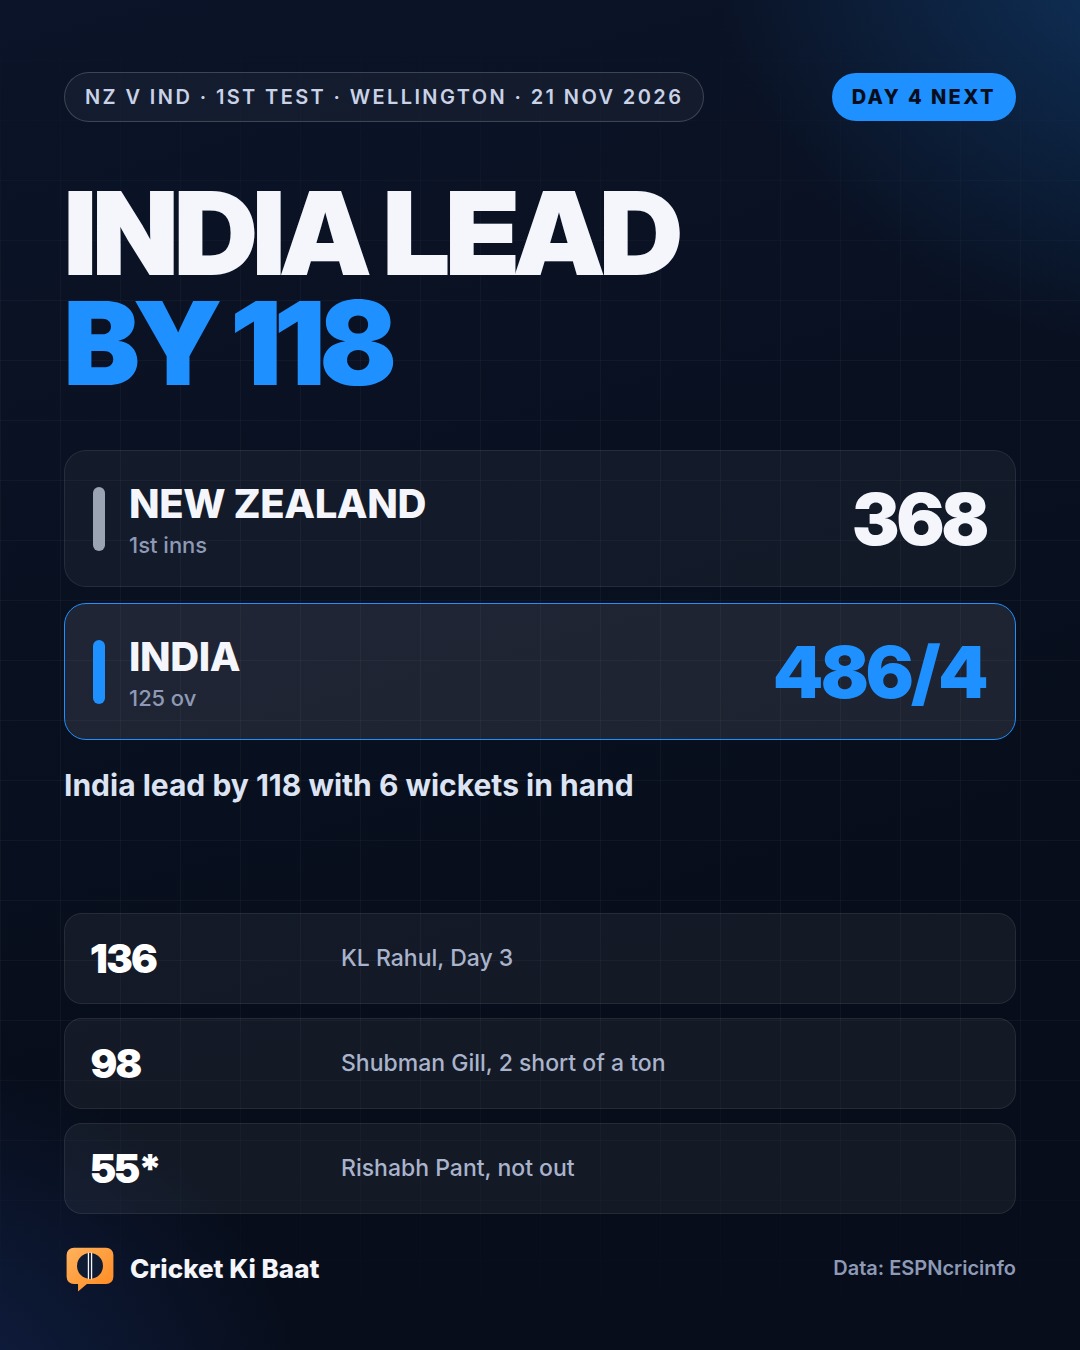 NZ V IND · 1ST TEST · WELLINGTON · 21 NOV 2026
DAY 4 NEXT
INDIA LEAD
BY 118
NEW ZEALAND
1st inns
368
INDIA
125 ov
486/4
India lead by 118 with 6 wickets in hand
136
KL Rahul, Day 3
98
Shubman Gill, 2 short of a ton
55*
Rishabh Pant, not out
Cricket Ki Baat
Data: ESPNcricinfo